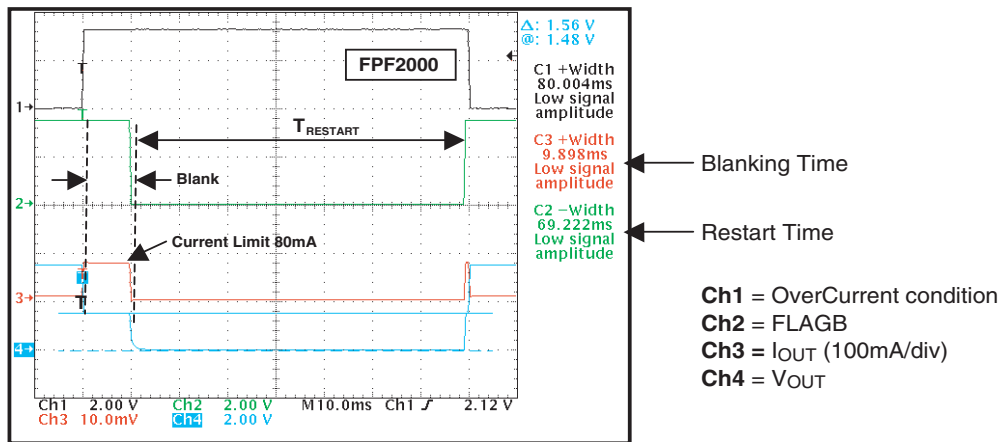 Δ: 1.56 V
@: 1.48 V
FPF2000
T
C1 +Width
80.004ms
Low signal
amplitude
1
TRESTART
C3 +Width
9.898ms
Low signal
amplitude
Blanking Time
Blank
2
C2 −Width
69.222ms
Low signal
amplitude
Restart Time
Current Limit 80mA
3
T
4
Ch1 = OverCurrent condition
Ch2 = FLAGB
Ch3 = IOUT (100mA/div)
Ch4 = VOUT
Ch1 2.00 V Ch2 2.00 V M10.0ms Ch1 2.12 V
Ch3 10.0mV Ch4 2.00 V